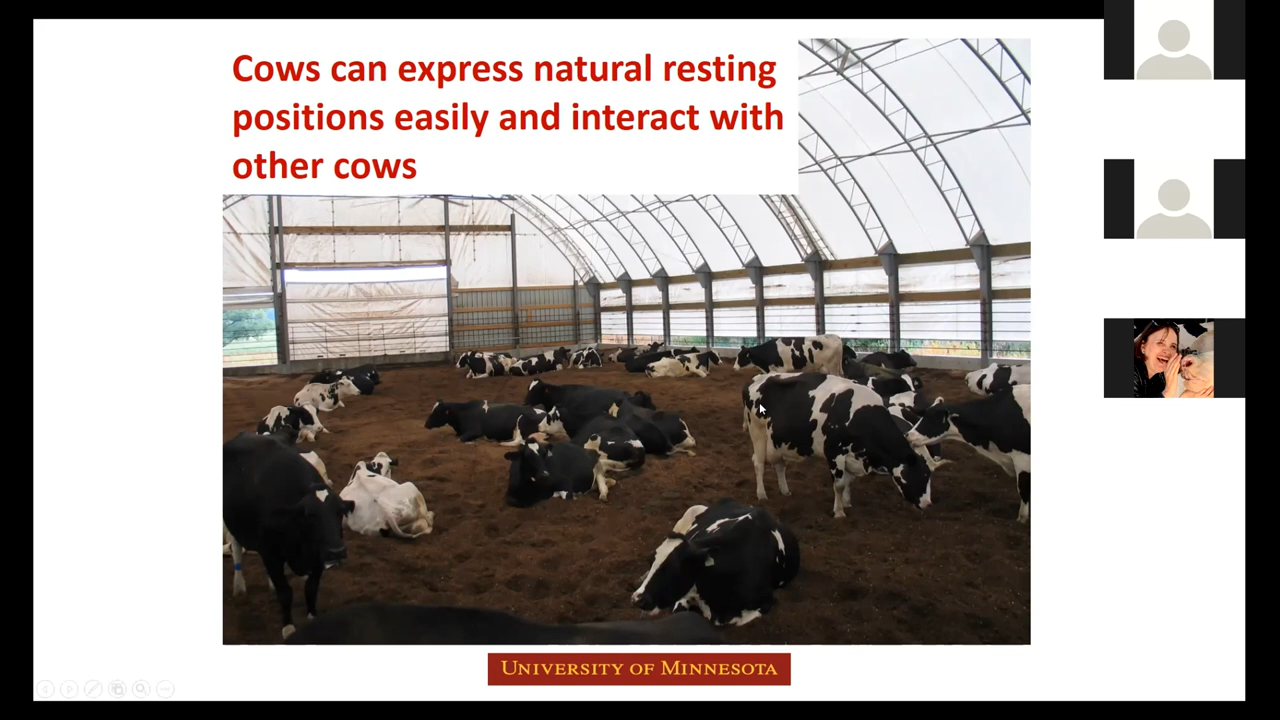 Cows can express natural resting
positions easily and interact with
other cows
UNIVERSITY OF MINNESOTA